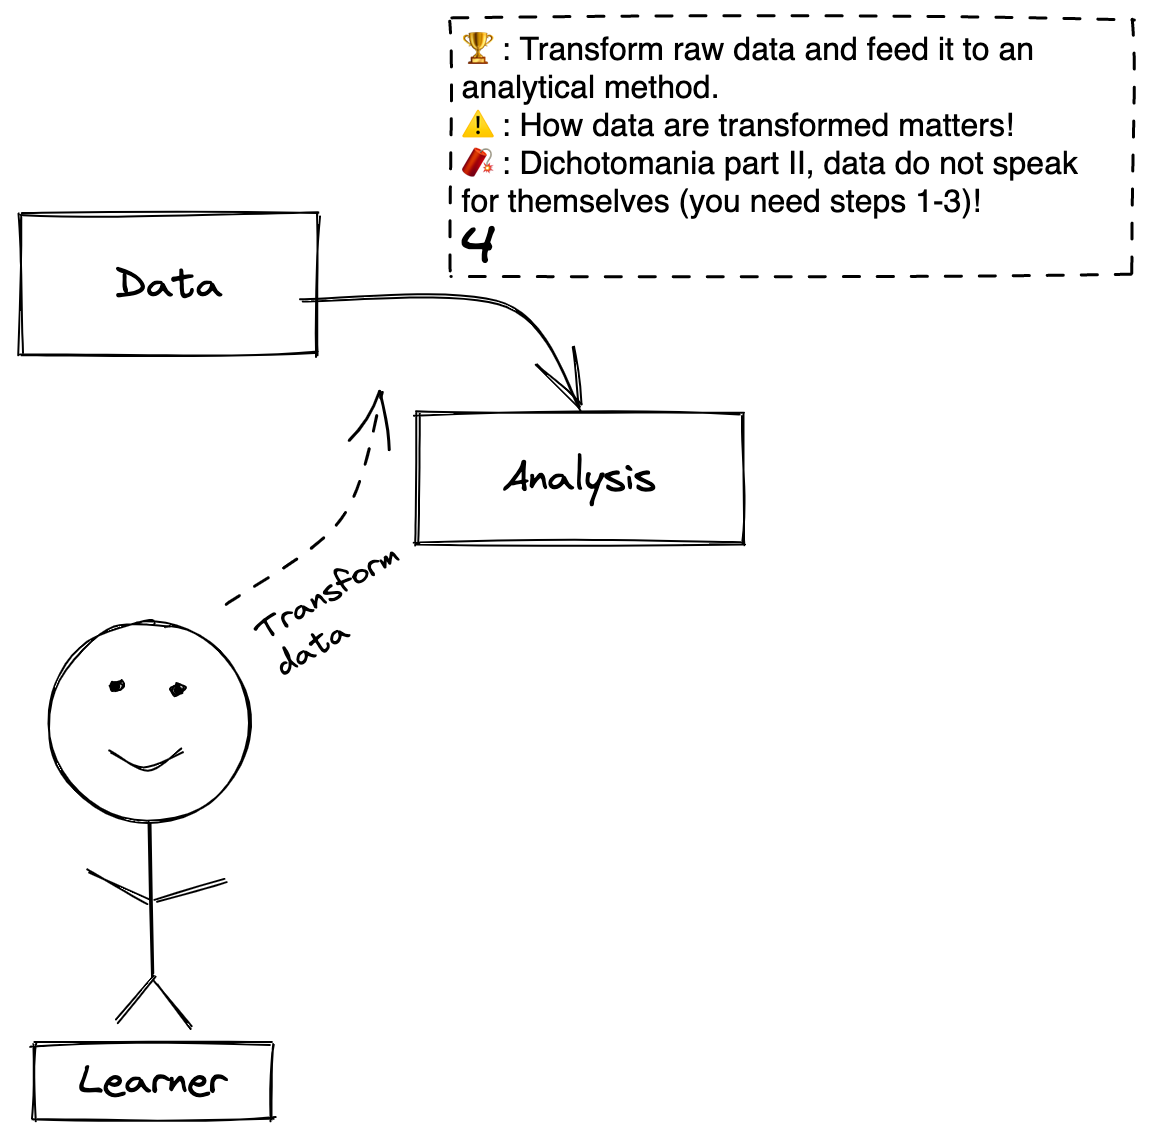 🏆 : Transform raw data and feed it to an
analytical method.
⚠️ : How data are transformed matters!
🧨 : Dichotomania part II, data do not speak
for themselves (you need steps 1-3)!
4
Data
Analysis
Transform
data
Learner